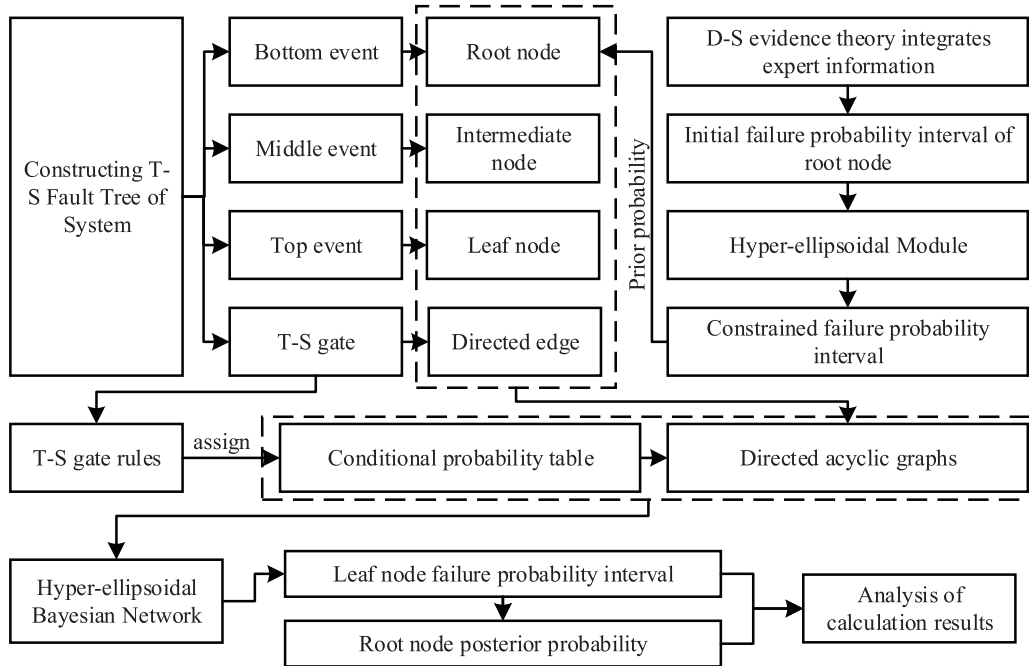 Constructing T-
S Fault Tree of
System
Bottom event
Root node
D-S evidence theory integrates
expert information
Middle event
Intermediate
node
Initial failure probability interval of
root node
Top event
Leaf node
Prior probability
Hyper-ellipsoidal Module
T-S gate
Directed edge
Constrained failure probability
interval
T-S gate rules
assign
Conditional probability table
Directed acyclic graphs
Hyper-ellipsoidal
Bayesian Network
Leaf node failure probability interval
Root node posterior probability
Analysis of
calculation results